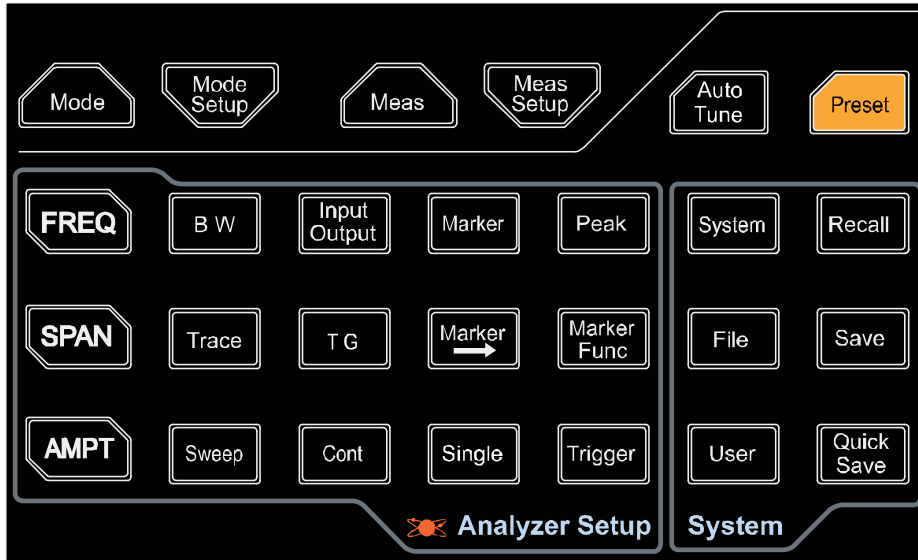 Mode
Mode
Setup
Meas
Meas
Setup
Auto
Tune
Preset
FREQ
B W
Input
Output
Marker
Peak
System
Recall
SPAN
Trace
T G
Marker
Marker
Func
File
Save
AMPT
Sweep
Cont
Single
Trigger
User
Quick
Save
Analyzer Setup
System